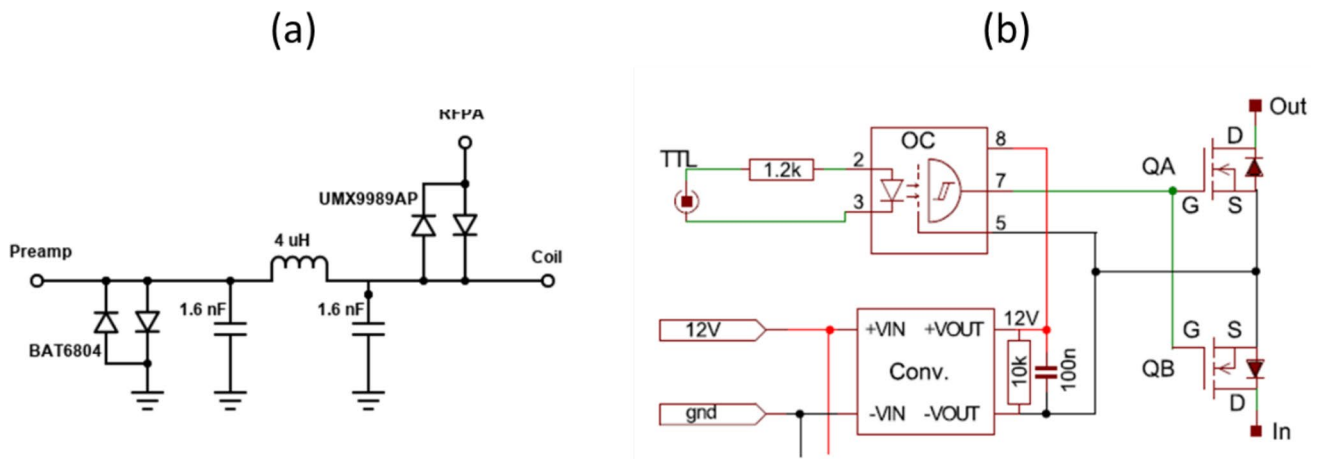 (a)
(b)
RFPA
UMX9989AP
4 uH
Preamp
Coil
1.6 nF
1.6 nF
BAT6804
TTL
1.2k
2
3
OC
8
7
5
QA
G
D
S
Out
12V
gnd
+VIN
-VIN
Conv.
+VOUT
-VOUT
12V
10k
100n
QB
G
S
D
In